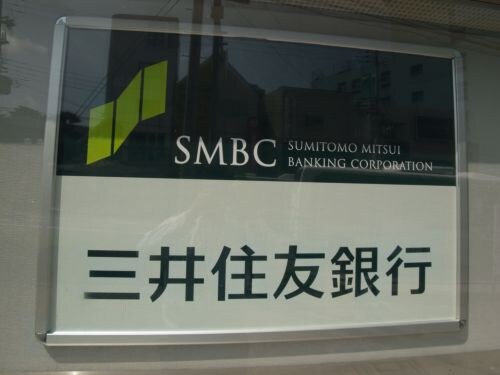 SMBC SUMITOMO MITSUI
BANKING CORPORATION
三井住友銀行